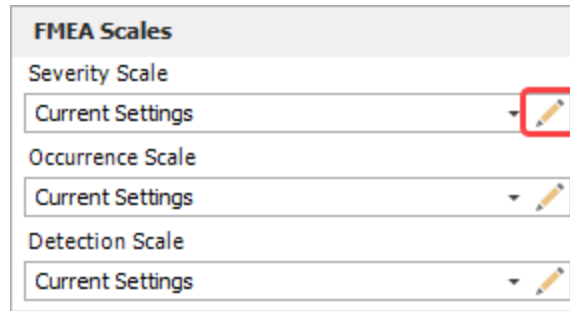 FMEA Scales
Severity Scale
Current Settings
Occurrence Scale
Current Settings
Detection Scale
Current Settings